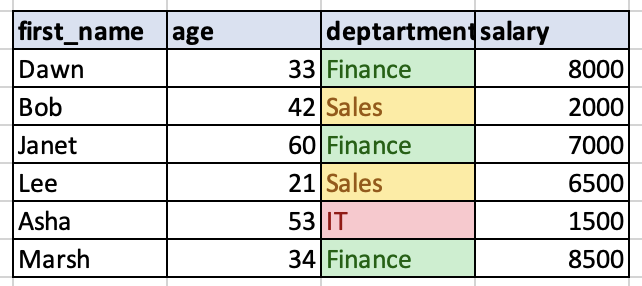 first_name age deptartment salary
Dawn 33 Finance 8000
Bob 42 Sales 2000
Janet 60 Finance 7000
Lee 21 Sales 6500
Asha 53 IT 1500
Marsh 34 Finance 8500